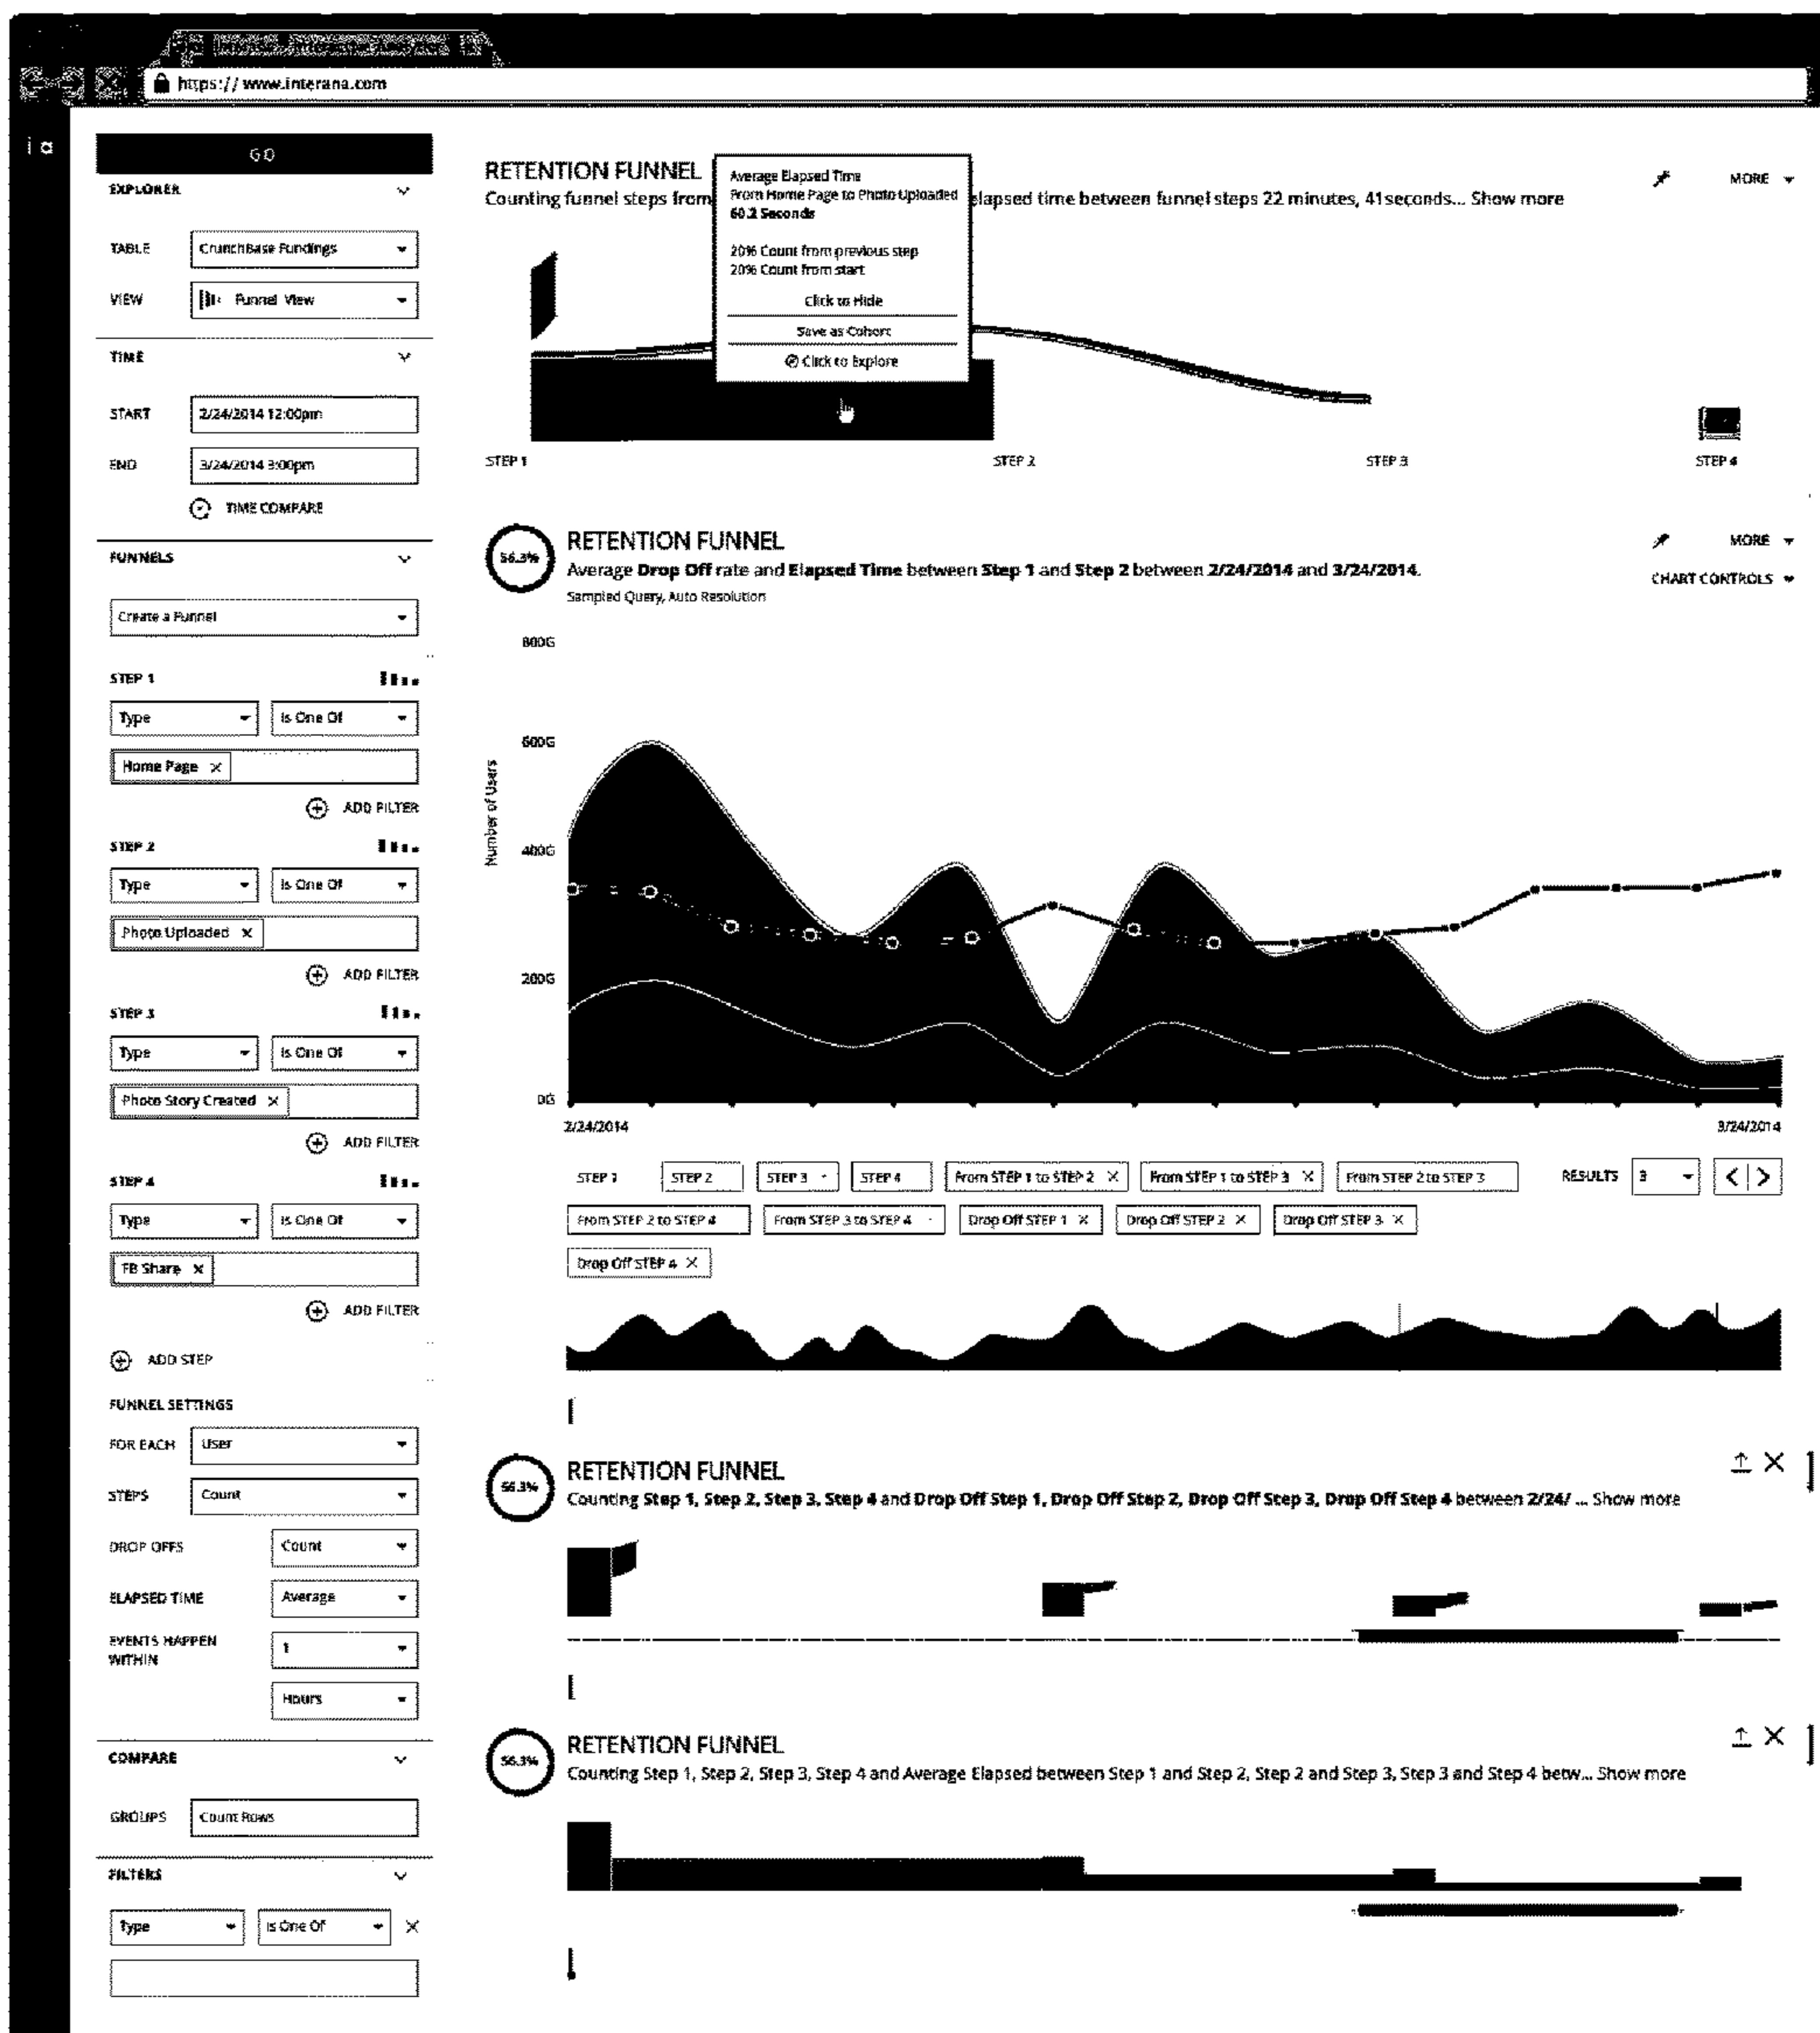 https:// www.interana.com
i a
GO
EXPLORER
TABLE CrunchBase Fundings
VIEW Funnel View
TIME
START 2/24/2014 12:00pm
END 3/24/2014 3:00pm
TIME COMPARE
FUNNELS
Create a Funnel
STEP 1
Type Is One Of
Home Page ×
ADD FILTER
STEP 2
Type Is One Of
Photo Uploaded ×
ADD FILTER
STEP 3
Type Is One Of
Photo Story Created ×
ADD FILTER
STEP 4
Type Is One Of
FB Share ×
ADD FILTER
ADD STEP
FUNNEL SETTINGS
FOR EACH User
STEPS Count
DROP OFFS Count
ELAPSED TIME Average
EVENTS HAPPEN
WITHIN 1
Hours
COMPARE
GROUPS Count Rows
FILTERS
Type Is One Of ×
RETENTION FUNNEL
MORE
Counting funnel steps from elapsed time between funnel steps 22 minutes, 41seconds... Show more
Average Elapsed Time
From Home Page to Photo Uploaded
60.2 Seconds
20% Count from previous step
20% Count from start
Click to Hide
Save as Cohort
Click to Explore
STEP 1 STEP 2 STEP 3 STEP 4
56.3%
RETENTION FUNNEL
MORE
Average Drop Off rate and Elapsed Time between Step 1 and Step 2 between 2/24/2014 and 3/24/2014.
CHART CONTROLS
Sampled Query, Auto Resolution
800G
600G
Number of Users
400G
200G
0G
2/24/2014 3/24/2014
STEP 1 STEP 2 STEP 3 STEP 4 From STEP 1 to STEP 2 × From STEP 1 to STEP 3 × From STEP 2 to STEP 3 RESULTS 3 < | >
From STEP 2 to STEP 4 From STEP 3 to STEP 4 Drop Off STEP 1 × Drop Off STEP 2 × Drop Off STEP 3 ×
Drop Off STEP 4 ×
56.3%
RETENTION FUNNEL
Counting Step 1, Step 2, Step 3, Step 4 and Drop Off Step 1, Drop Off Step 2, Drop Off Step 3, Drop Off Step 4 between 2/24/ ... Show more
56.3%
RETENTION FUNNEL
Counting Step 1, Step 2, Step 3, Step 4 and Average Elapsed between Step 1 and Step 2, Step 2 and Step 3, Step 3 and Step 4 betw... Show more